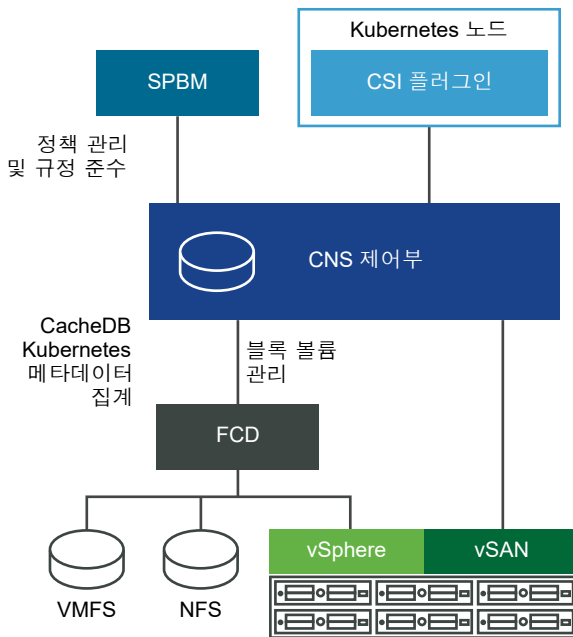 Kubernetes 노드
SPBM
CSI 플러그인
정책 관리
및 규정 준수
CNS 제어부
CacheDB
Kubernetes
메타데이터
집계
블록 볼륨
관리
FCD
vSphere
vSAN
VMFS
NFS